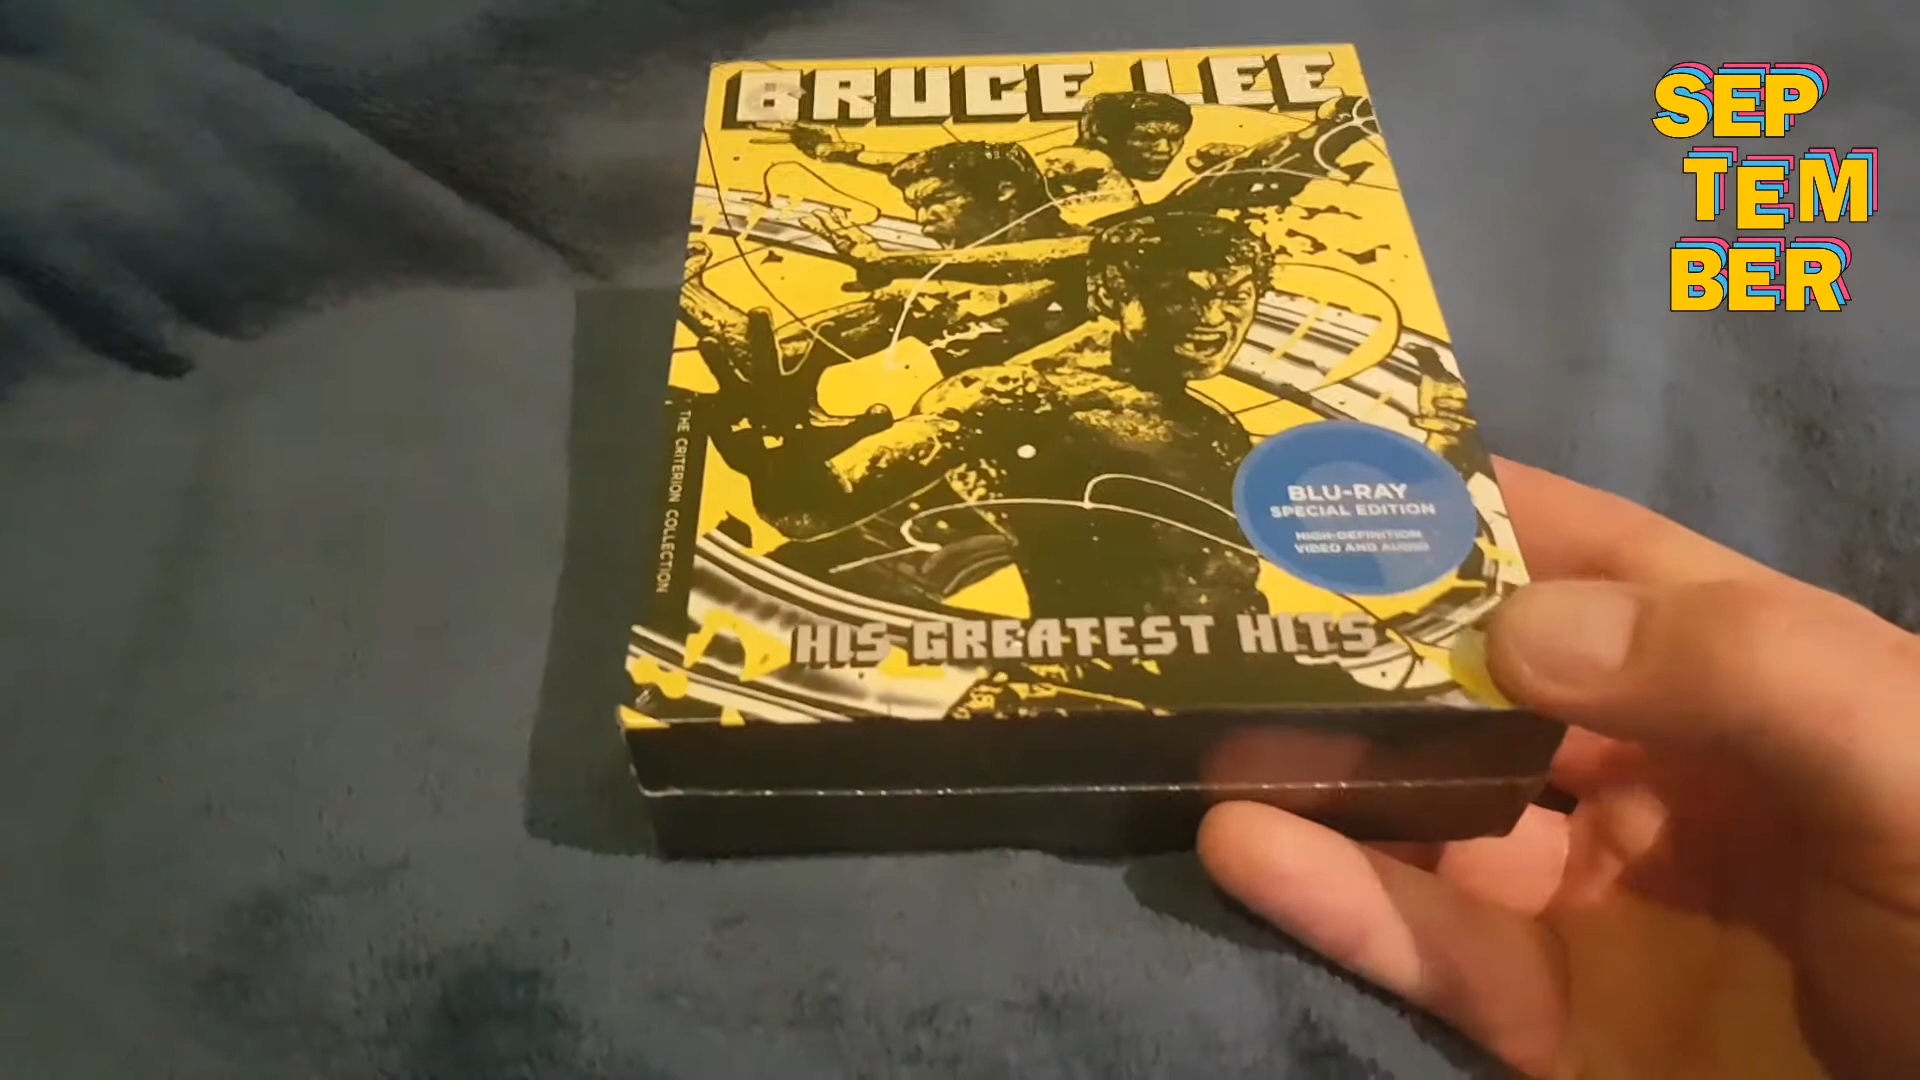 BRUCE LEE
THE CRITERION COLLECTION
BLU-RAY
SPECIAL EDITION
HIGH-DEFINITION
VIDEO AND AUDIO
HIS GREATEST HITS
SEP
TEM
BER